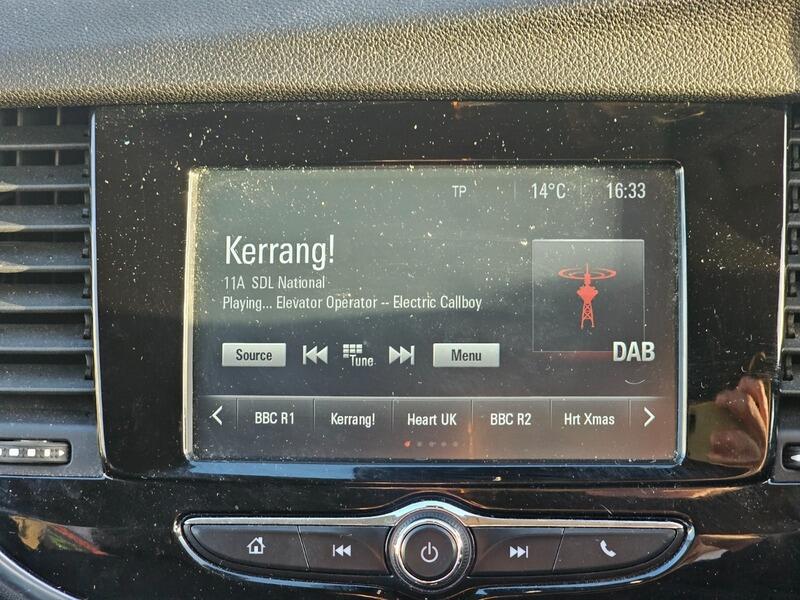 TP 14°C 16:33
Kerrang!
11A SDL National
Playing... Elevator Operator -- Electric Callboy
Source Tune Menu
DAB
BBC R1 Kerrang! Heart UK BBC R2 Hrt Xmas